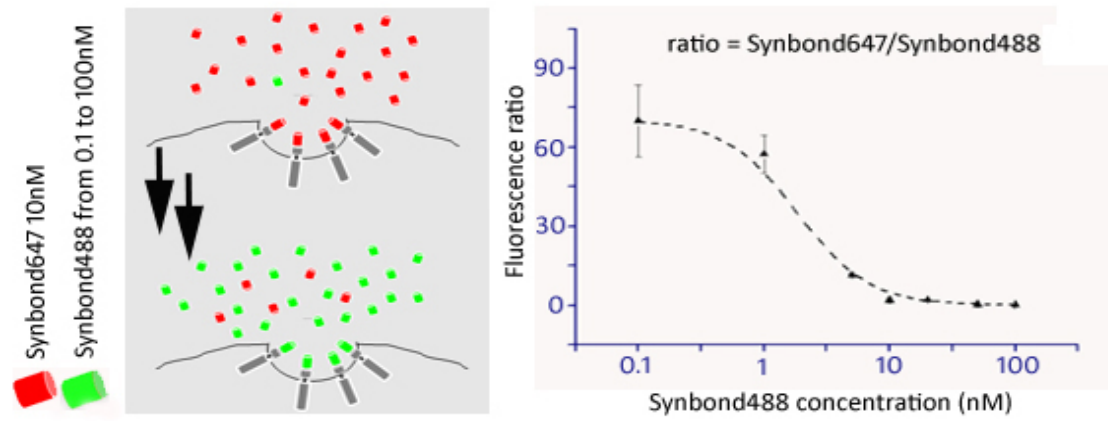 Synbond647 10nM
Synbond488 from 0.1 to 100nM
ratio = Synbond647/Synbond488
Fluorescence ratio
90
60
30
0
0.1 1 10 100
Synbond488 concentration (nM)